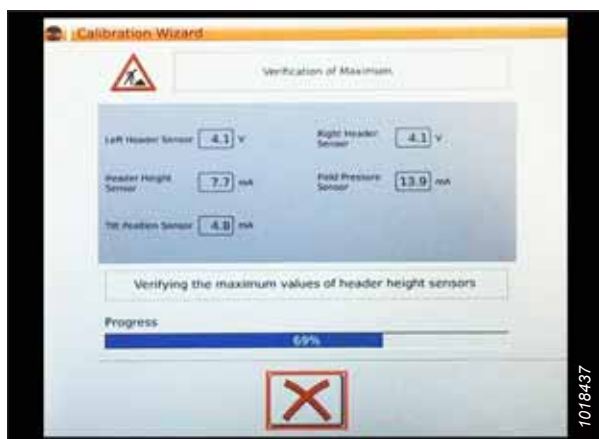 Calibration Wizard
Verification of Maximum
Left Header Sensor 4.1 V
Right Header Sensor 4.1 V
Header Height Sensor 7.7 mA
Field Pressure Sensor 13.9 mA
Tilt Position Sensor 4.8 mA
Verifying the maximum values of header height sensors
Progress
69%
1018437